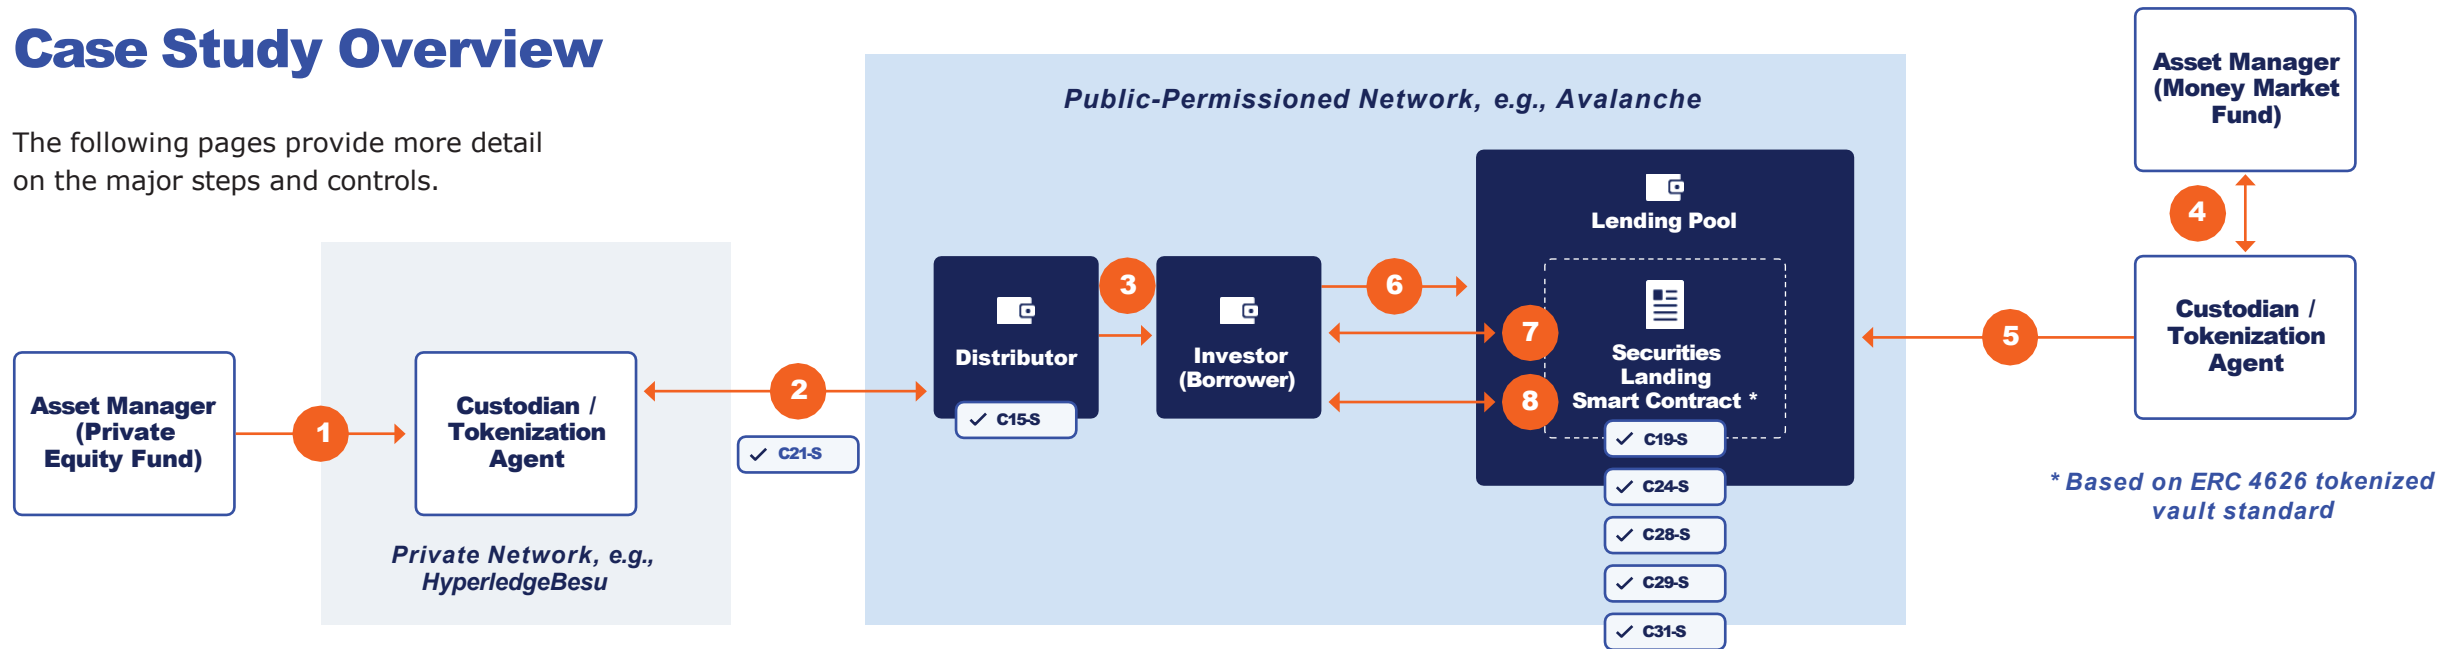 Case Study Overview
The following pages provide more detail
on the major steps and controls.
Public-Permissioned Network, e.g., Avalanche
Asset Manager
(Private
Equity Fund)
1
Custodian /
Tokenization
Agent
Private Network, e.g.,
HyperledgeBesu
2
C21-S
Distributor
C15-S
3
Investor
(Borrower)
6
7
8
Lending Pool
Securities
Landing
Smart Contract *
C19-S
C24-S
C28-S
C29-S
C31-S
5
Asset Manager
(Money Market
Fund)
4
Custodian /
Tokenization
Agent
* Based on ERC 4626 tokenized
vault standard